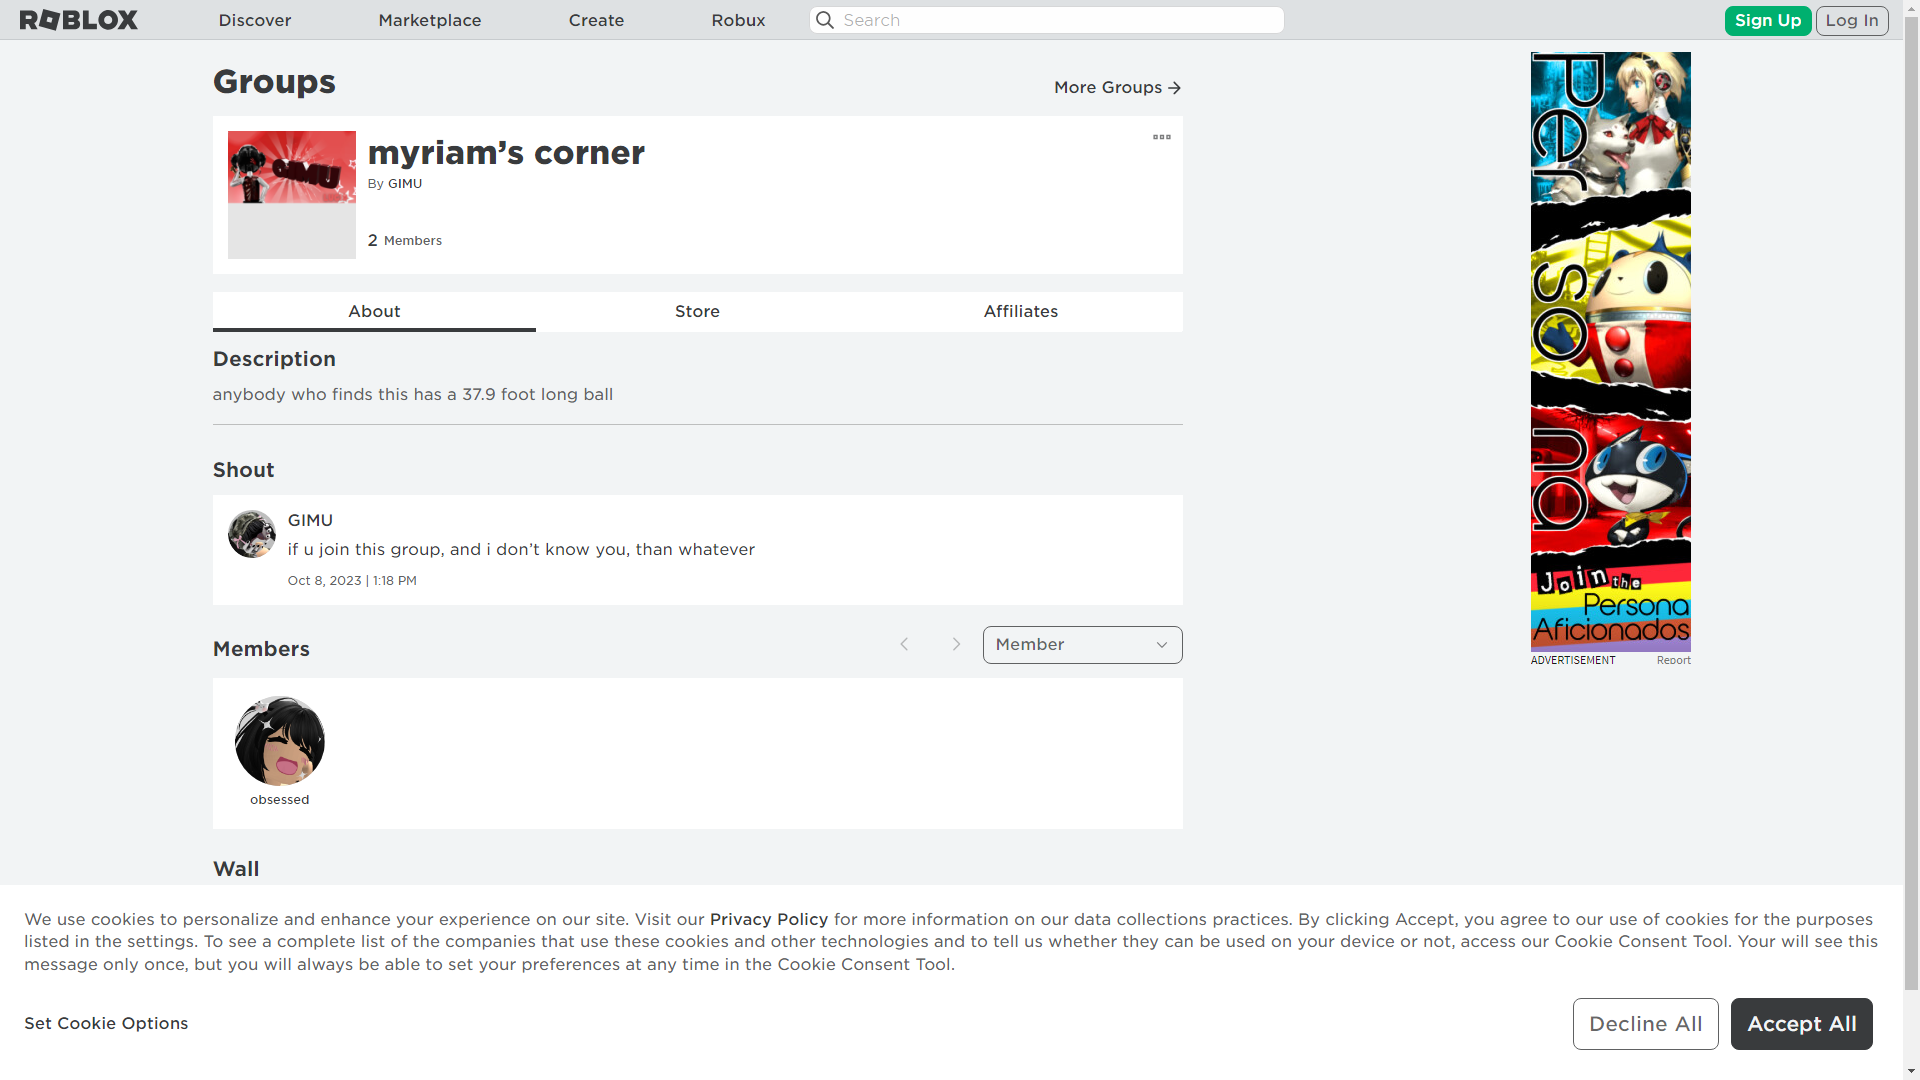 ROBLOX
Discover
Marketplace
Create
Robux
Search
Sign Up
Log In
Groups
More Groups
GIMU
myriam’s corner
By GIMU
2 Members
About
Store
Affiliates
Description
anybody who finds this has a 37.9 foot long ball
Shout
GIMU
if u join this group, and i don’t know you, than whatever
Oct 8, 2023 | 1:18 PM
Members
Member
obsessed
Wall
Per
so
na
Join the
Persona
Aficionados
ADVERTISEMENT
Report
We use cookies to personalize and enhance your experience on our site. Visit our Privacy Policy for more information on our data collections practices. By clicking Accept, you agree to our use of cookies for the purposes
listed in the settings. To see a complete list of the companies that use these cookies and other technologies and to tell us whether they can be used on your device or not, access our Cookie Consent Tool. Your will see this
message only once, but you will always be able to set your preferences at any time in the Cookie Consent Tool.
Set Cookie Options
Decline All
Accept All